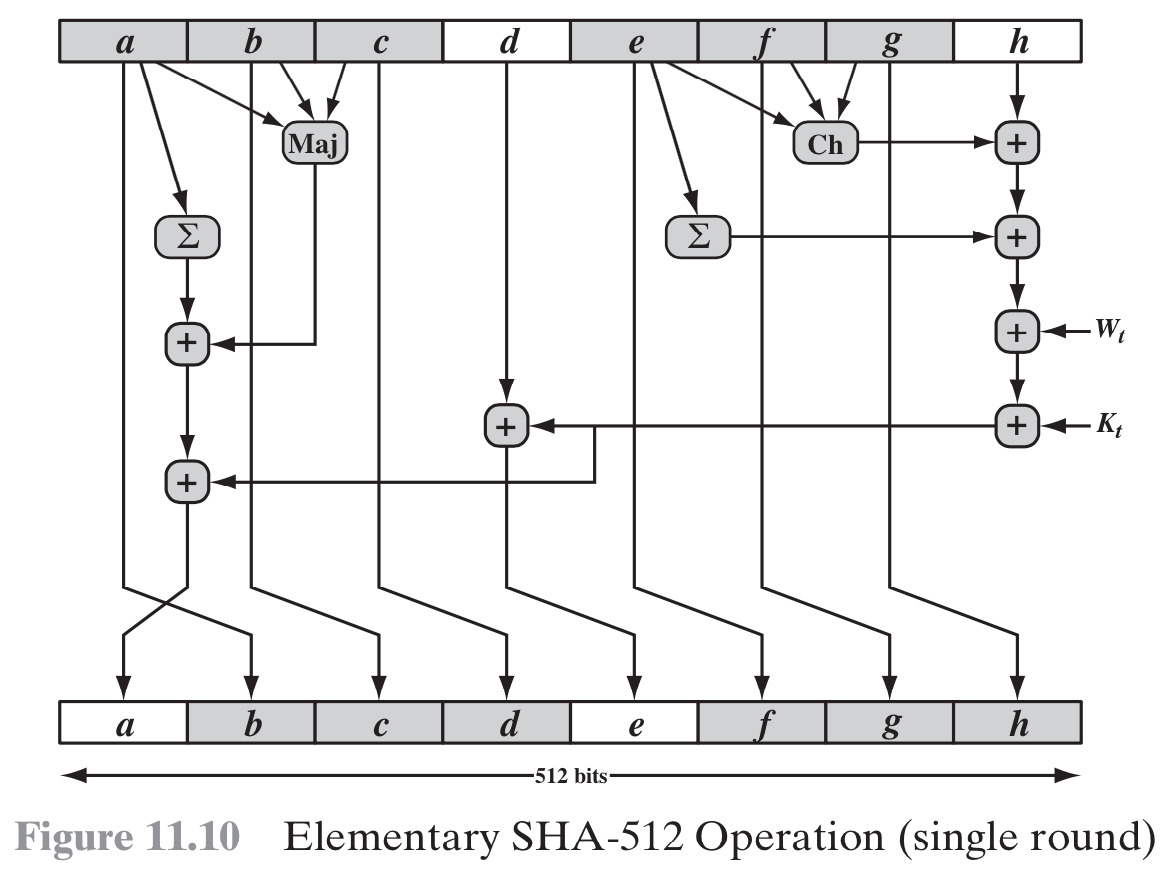 a b c d e f g h
Maj Ch +
Σ Σ +
+ + W_t
+ + K_t
+
a b c d e f g h
512 bits
Figure 11.10 Elementary SHA-512 Operation (single round)